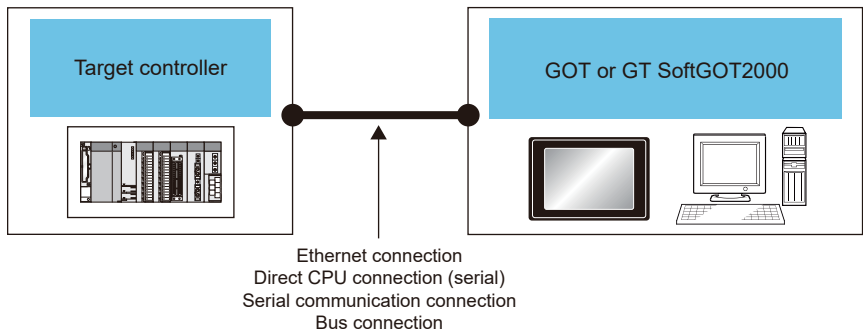 Target controller
GOT or GT SoftGOT2000
Ethernet connection
Direct CPU connection (serial)
Serial communication connection
Bus connection